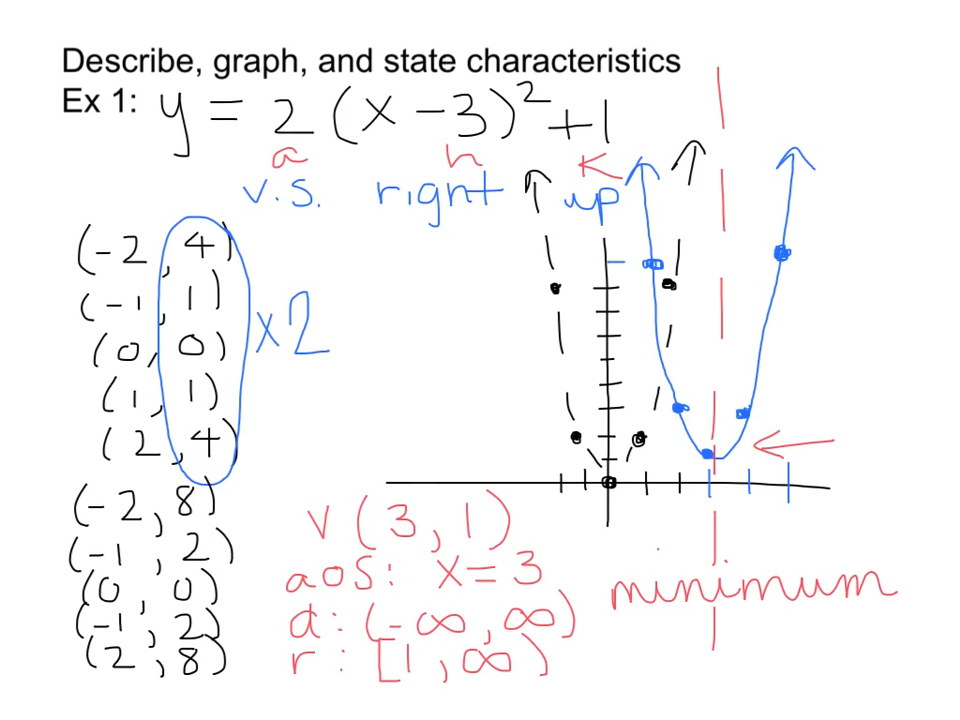 Describe, graph, and state characteristics
Ex 1: y = 2 (x - 3)² + 1
a h K
v.s. right up
(-2, 4)
(-1, 1)
(0, 0)
(1, 1)
(2, 4)
x2
(-2, 8)
(-1, 2)
(0, 0)
(-1, 2)
(2, 8)
v (3, 1)
aos: x = 3
d: (-∞, ∞)
r: [1, ∞)
minimum